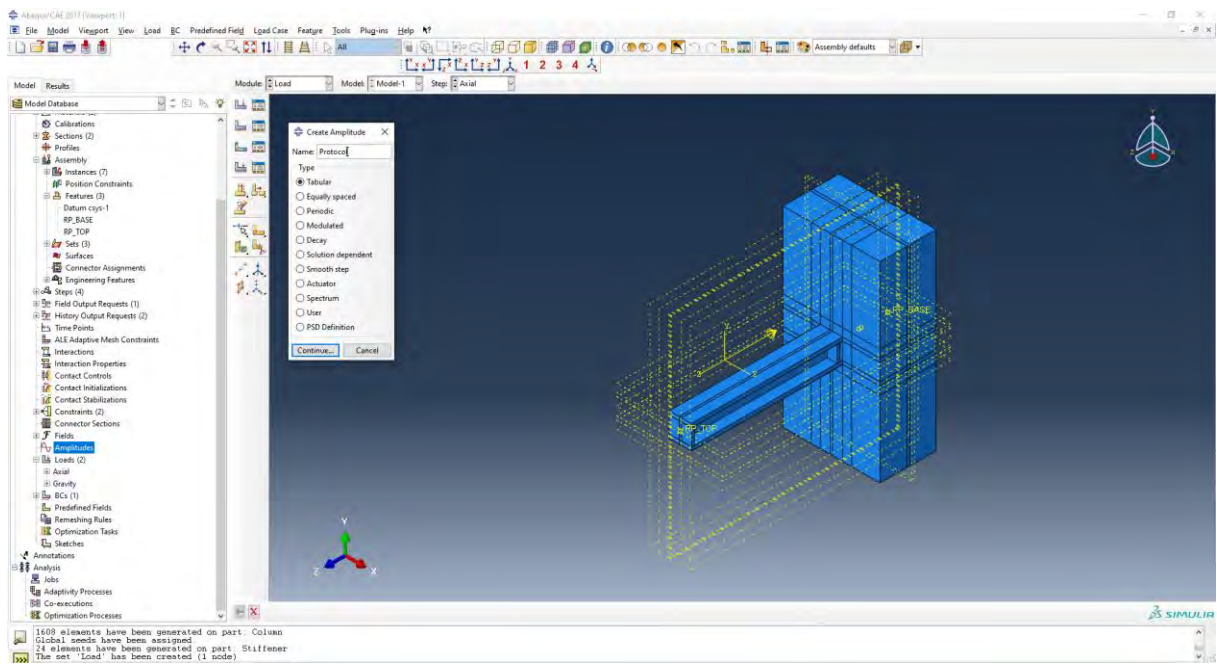 Abaqus/CAE 2017 [Viewport: 1]
File Model Viewport View Load BC Predefined Field Load Case Feature Tools Plug-ins Help
All
Assembly defaults
1 2 3 4
Model Results
Module: Load Model: Model-1 Step: Axial
Model Database
Calibrations
Sections (2)
Profiles
Assembly
Instances (7)
Position Constraints
Features (3)
Datum csys-1
RP_BASE
RP_TOP
Sets (3)
Surfaces
Connector Assignments
Engineering Features
Steps (4)
Field Output Requests (1)
History Output Requests (2)
Time Points
ALE Adaptive Mesh Constraints
Interactions
Interaction Properties
Contact Controls
Contact Initializations
Contact Stabilizations
Constraints (2)
Connector Sections
Fields
Amplitudes
Loads (2)
Axial
Gravity
BCs (1)
Predefined Fields
Remeshing Rules
Optimization Tasks
Sketches
Annotations
Analysis
Jobs
Adaptivity Processes
Co-executions
Optimization Processes
Create Amplitude
Name: Protocol
Type
Tabular
Equally spaced
Periodic
Modulated
Decay
Solution dependent
Smooth step
Actuator
Spectrum
User
PSD Definition
Continue... Cancel
RP_BASE
RP_TOP
Y
Z X
SIMULIA
1608 elements have been generated on part: Column
Global seeds have been assigned.
24 elements have been generated on part: Stiffener
The set 'Load' has been created (1 node)